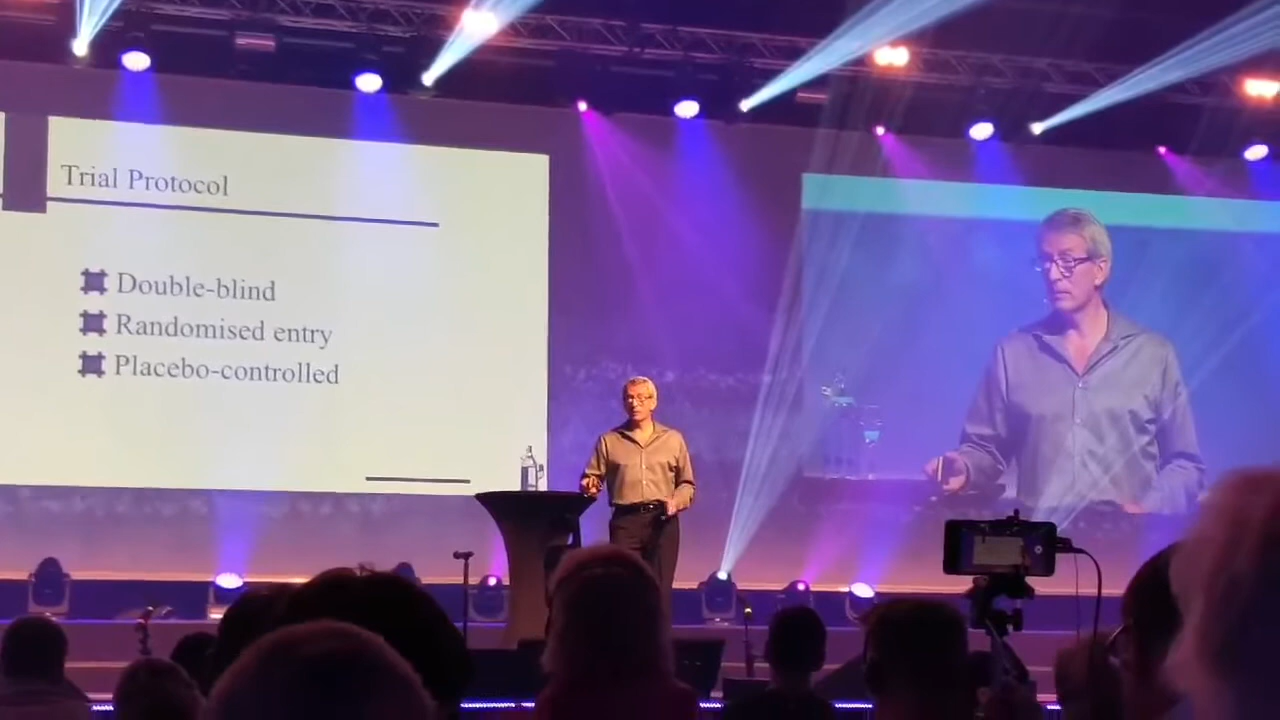 Trial Protocol
Double-blind
Randomised entry
Placebo-controlled